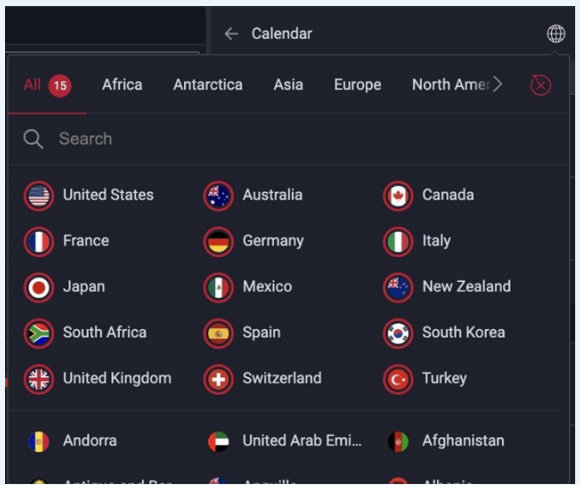 Calendar
All 15 Africa Antarctica Asia Europe North Amer
Search
United States Australia Canada
France Germany Italy
Japan Mexico New Zealand
South Africa Spain South Korea
United Kingdom Switzerland Turkey
Andorra United Arab Emi... Afghanistan